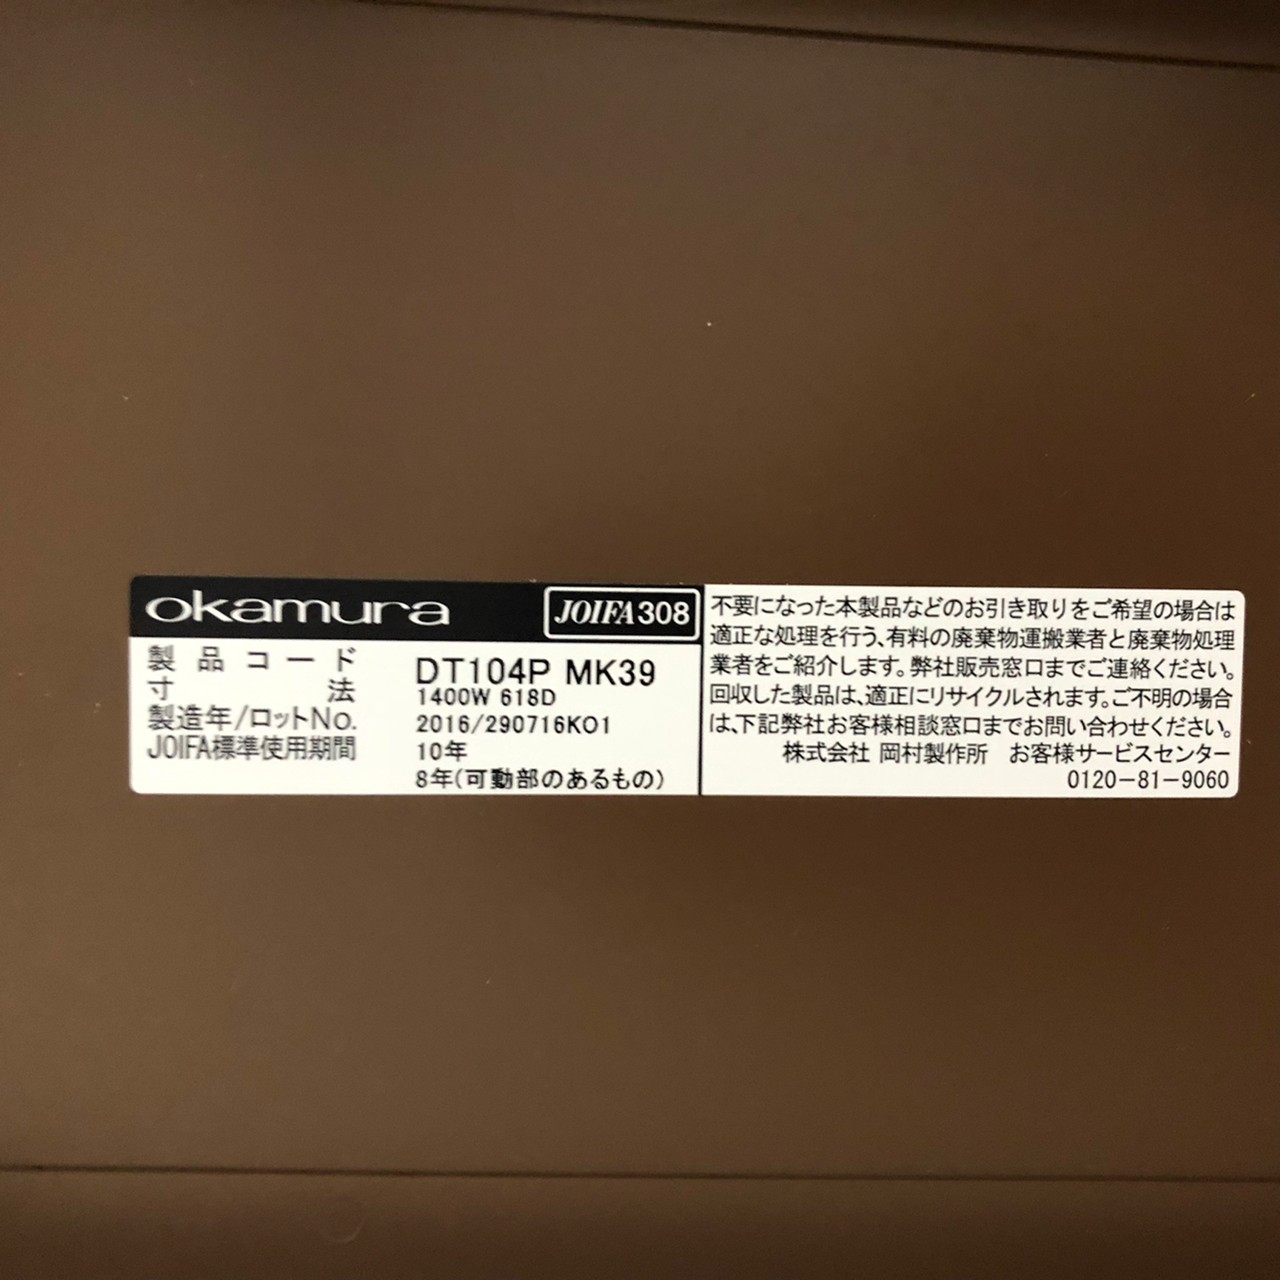 okamura JOIFA308
製品コード DT104P MK39
寸法 1400W 618D
製造年/ロットNo. 2016/290716KO1
JOIFA標準使用期間 10年
8年(可動部のあるもの)
不要になった本製品などのお引き取りをご希望の場合は
適正な処理を行う、有料の廃棄物運搬業者と廃棄物処理
業者をご紹介します。弊社販売窓口までご連絡ください。
回収した製品は、適正にリサイクルされます。ご不明の場合
は、下記弊社お客様相談窓口までお問い合わせください。
株式会社 岡村製作所 お客様サービスセンター
0120-81-9060